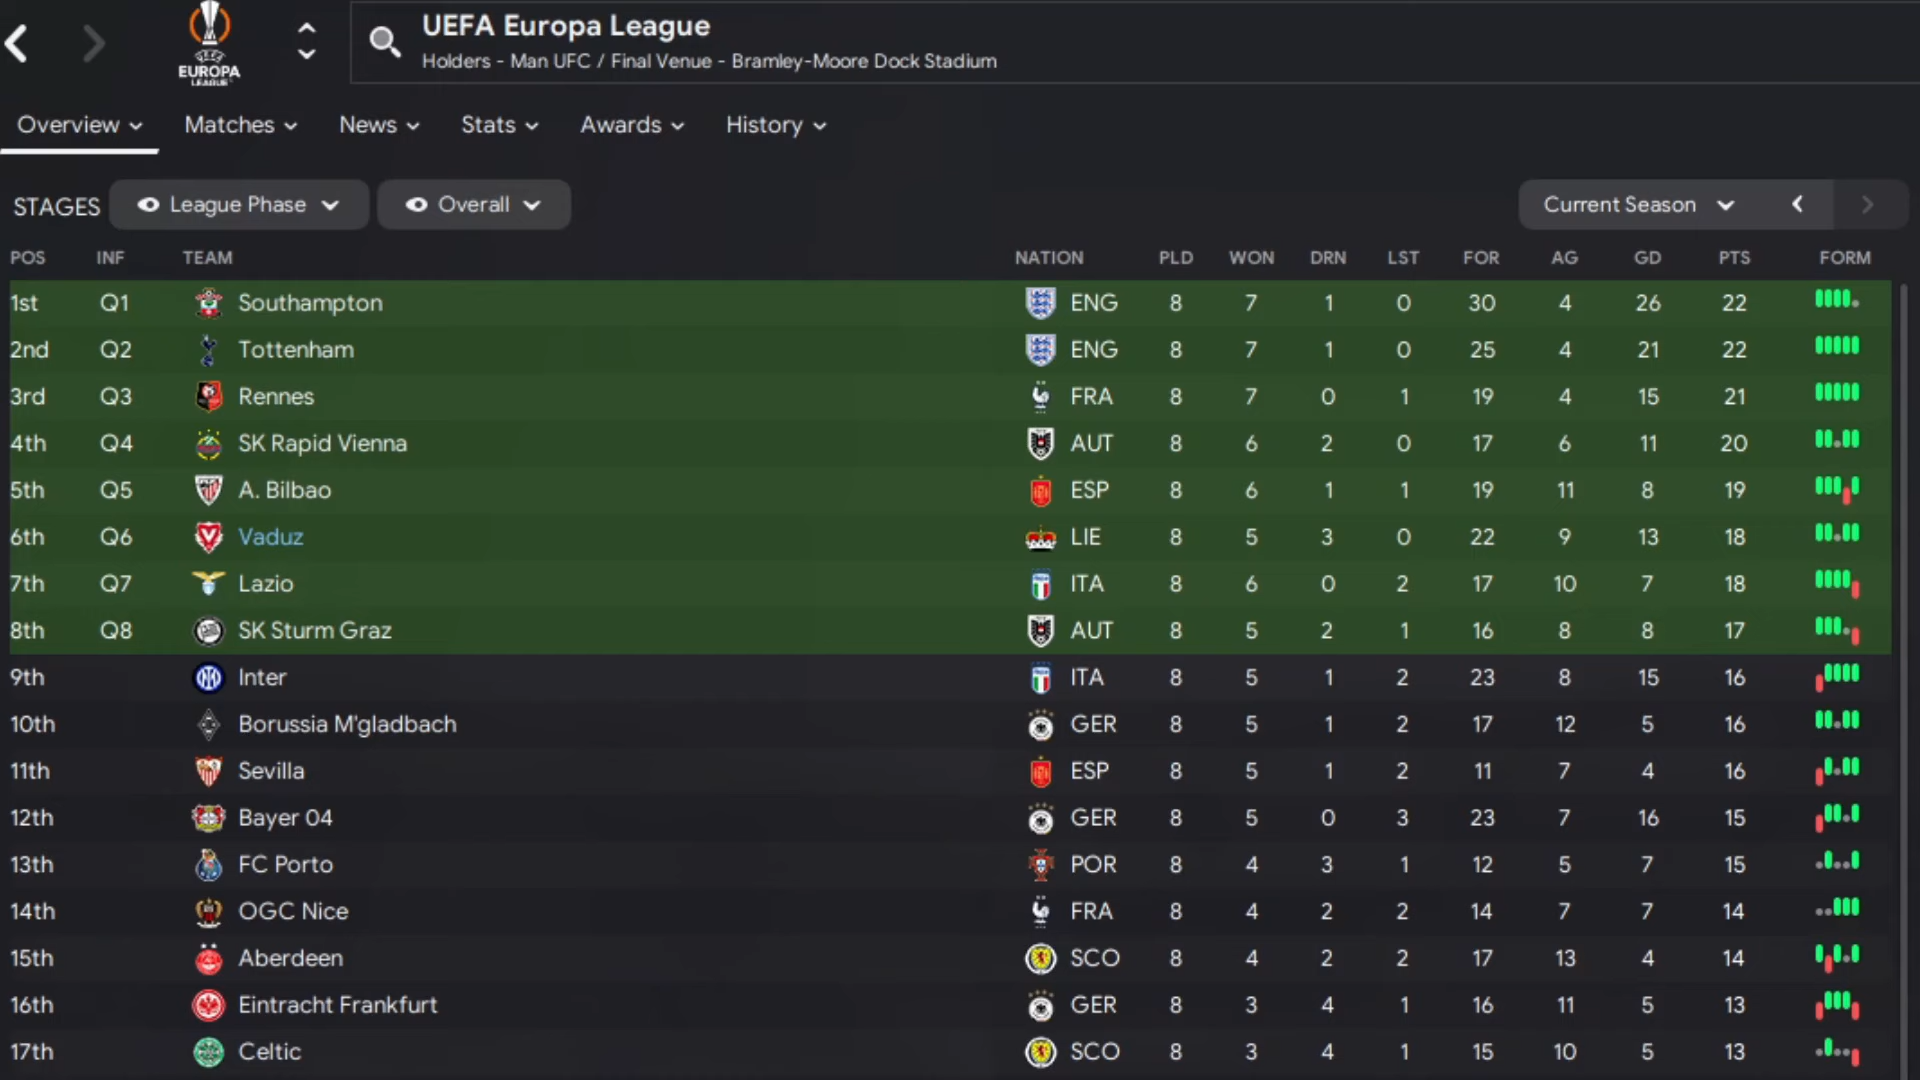 UEFA Europa League
Holders - Man UFC / Final Venue - Bramley-Moore Dock Stadium
UEFA
EUROPA
LEAGUE
Overview Matches News Stats Awards History
STAGES League Phase Overall Current Season
POS INF TEAM NATION PLD WON DRN LST FOR AG GD PTS FORM
1st Q1 Southampton ENG 8 7 1 0 30 4 26 22
2nd Q2 Tottenham ENG 8 7 1 0 25 4 21 22
3rd Q3 Rennes FRA 8 7 0 1 19 4 15 21
4th Q4 SK Rapid Vienna AUT 8 6 2 0 17 6 11 20
5th Q5 A. Bilbao ESP 8 6 1 1 19 11 8 19
6th Q6 Vaduz LIE 8 5 3 0 22 9 13 18
7th Q7 Lazio ITA 8 6 0 2 17 10 7 18
8th Q8 SK Sturm Graz AUT 8 5 2 1 16 8 8 17
9th Inter ITA 8 5 1 2 23 8 15 16
10th Borussia M'gladbach GER 8 5 1 2 17 12 5 16
11th Sevilla ESP 8 5 1 2 11 7 4 16
12th Bayer 04 GER 8 5 0 3 23 7 16 15
13th FC Porto POR 8 4 3 1 12 5 7 15
14th OGC Nice FRA 8 4 2 2 14 7 7 14
15th Aberdeen SCO 8 4 2 2 17 13 4 14
16th Eintracht Frankfurt GER 8 3 4 1 16 11 5 13
17th Celtic SCO 8 3 4 1 15 10 5 13